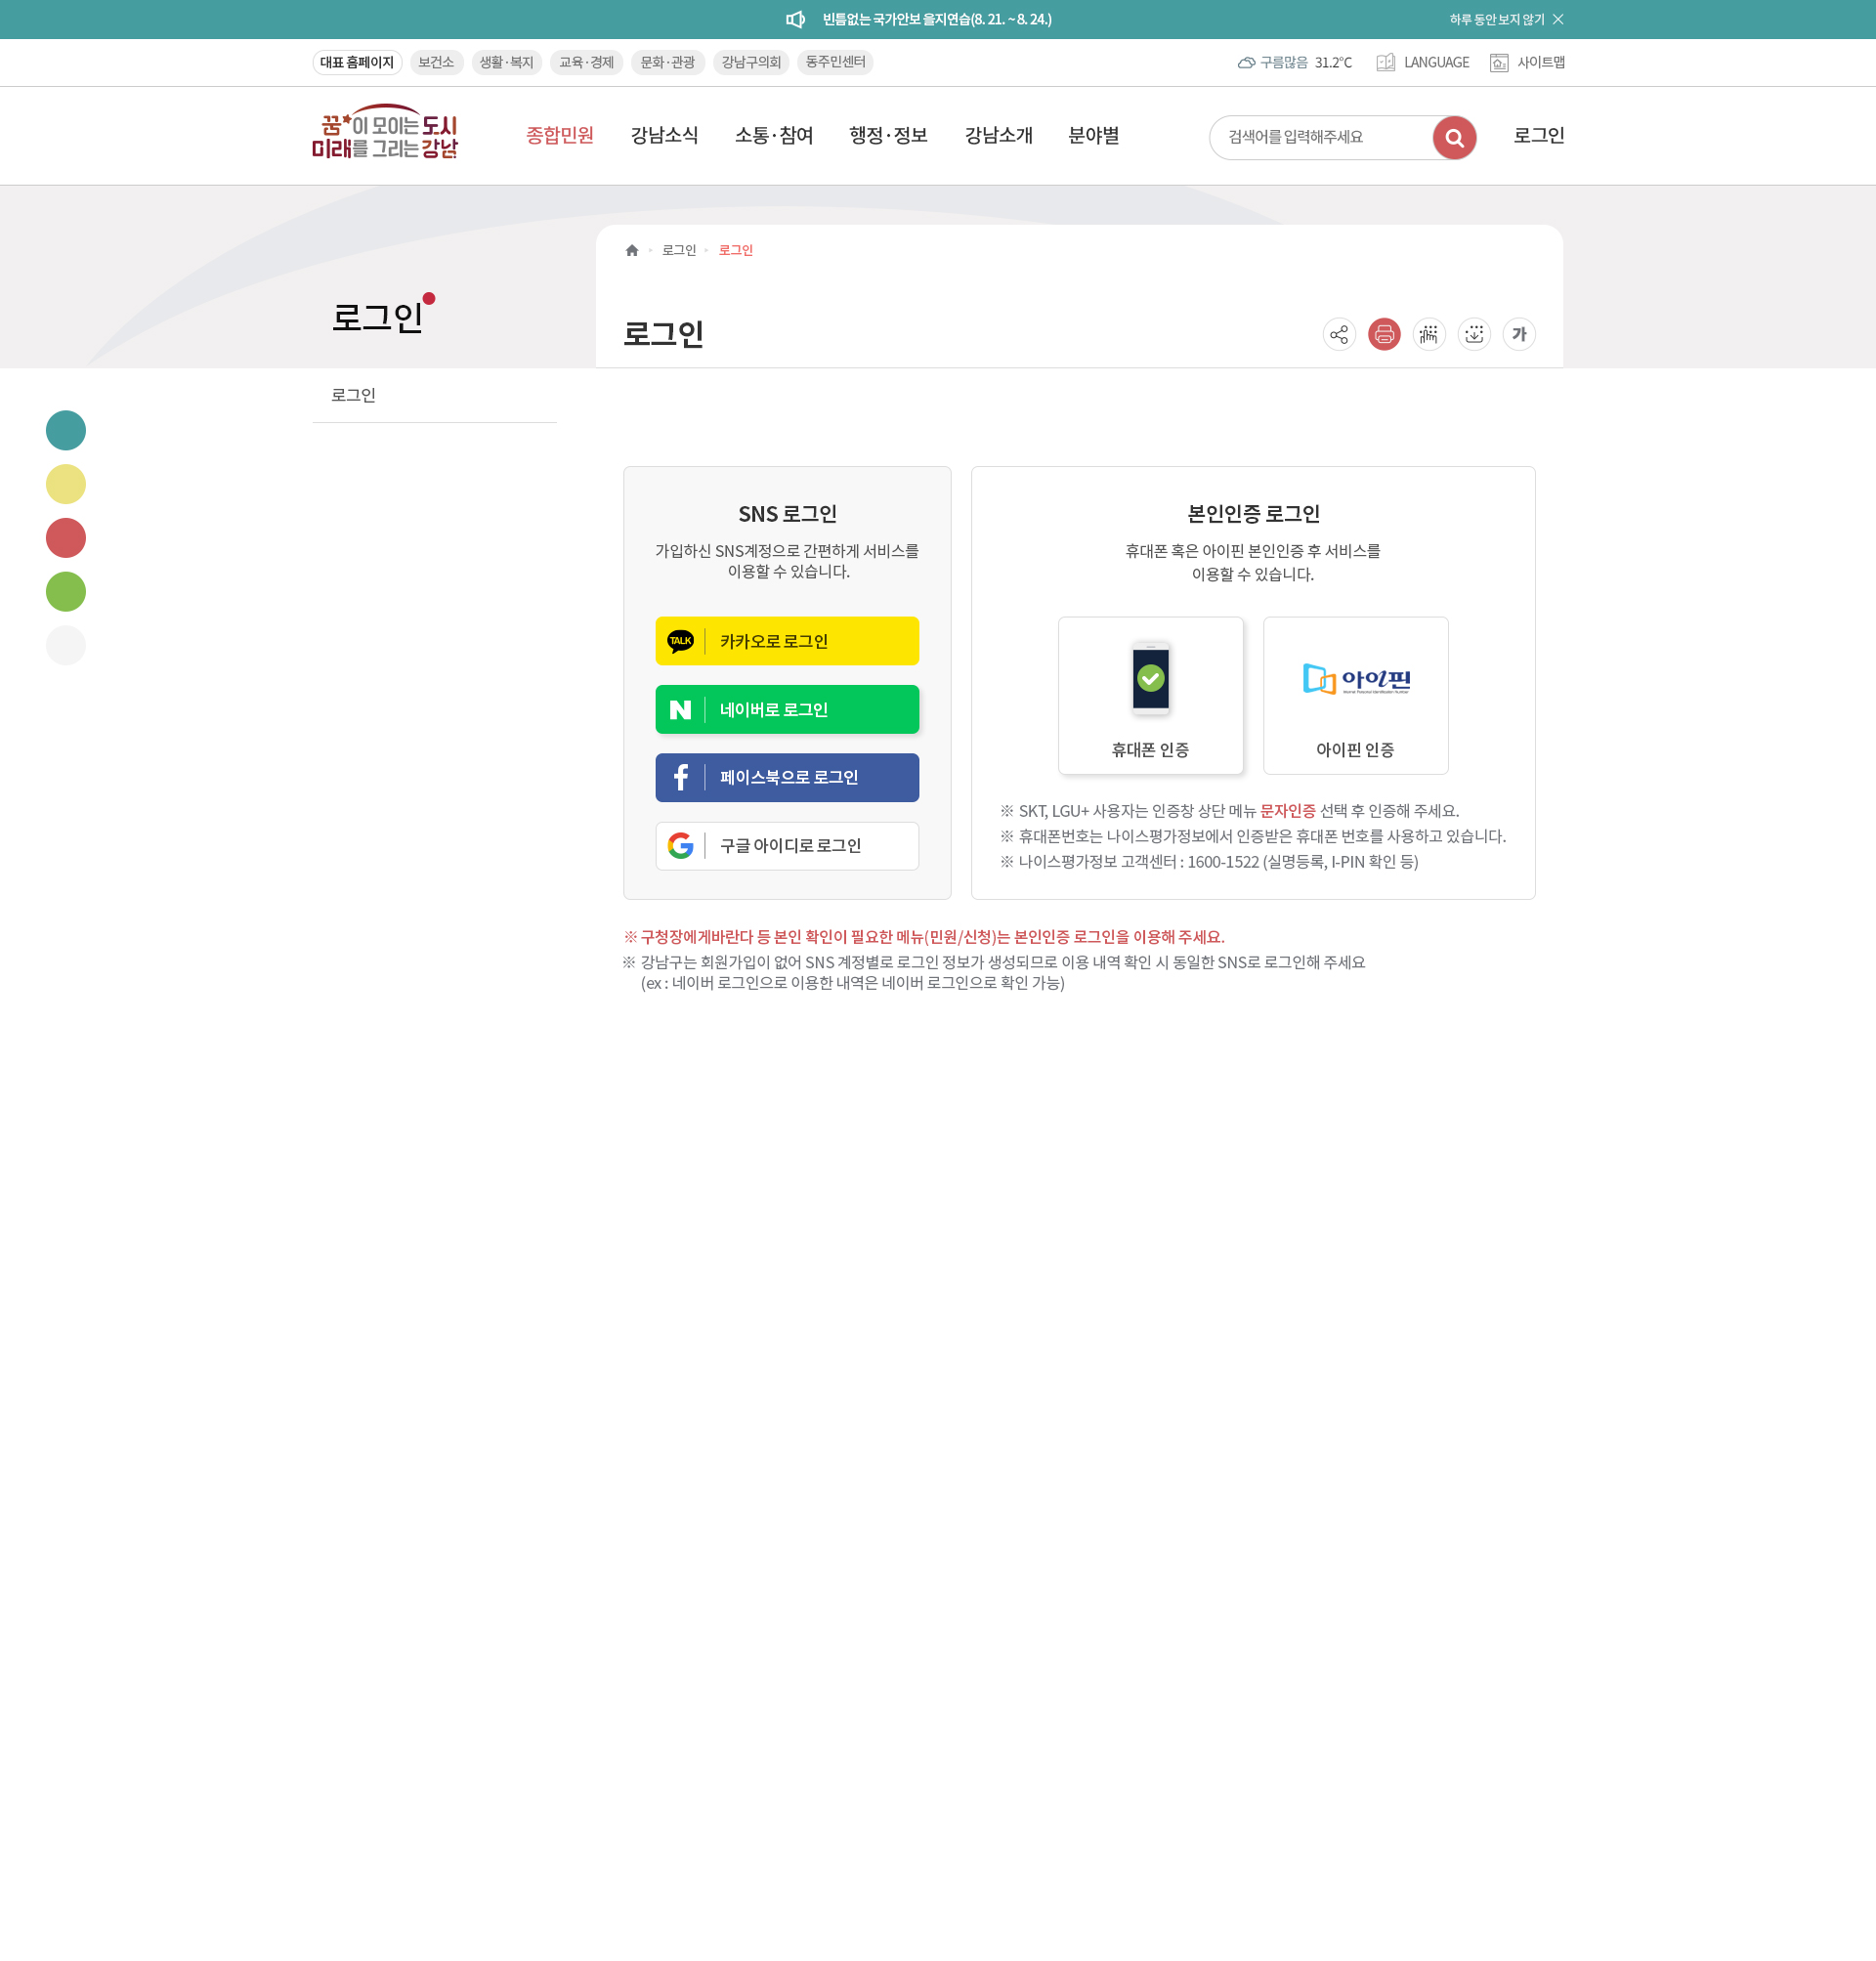 빈틈없는 국가안보 을지연습(8. 21. ~ 8. 24.)
하루 동안 보지 않기
대표 홈페이지 보건소 생활·복지 교육·경제 문화·관광 강남구의회 동주민센터
구름많음 31.2℃ LANGUAGE 사이트맵
꿈이 모이는 도시
미래를 그리는 강남
종합민원 강남소식 소통·참여 행정·정보 강남소개 분야별
검색어를 입력해주세요
로그인
로그인 로그인
로그인
로그인
가
로그인
SNS 로그인
가입하신 SNS계정으로 간편하게 서비스를
이용할 수 있습니다.
TALK 카카오로 로그인
N 네이버로 로그인
f 페이스북으로 로그인
G 구글 아이디로 로그인
본인인증 로그인
휴대폰 혹은 아이핀 본인인증 후 서비스를
이용할 수 있습니다.
휴대폰 인증
아이핀
아이핀 인증
※ SKT, LGU+ 사용자는 인증창 상단 메뉴 문자인증 선택 후 인증해 주세요.
※ 휴대폰번호는 나이스평가정보에서 인증받은 휴대폰 번호를 사용하고 있습니다.
※ 나이스평가정보 고객센터 : 1600-1522 (실명등록, I-PIN 확인 등)
※ 구청장에게바란다 등 본인 확인이 필요한 메뉴(민원/신청)는 본인인증 로그인을 이용해 주세요.
※ 강남구는 회원가입이 없어 SNS 계정별로 로그인 정보가 생성되므로 이용 내역 확인 시 동일한 SNS로 로그인해 주세요
(ex : 네이버 로그인으로 이용한 내역은 네이버 로그인으로 확인 가능)